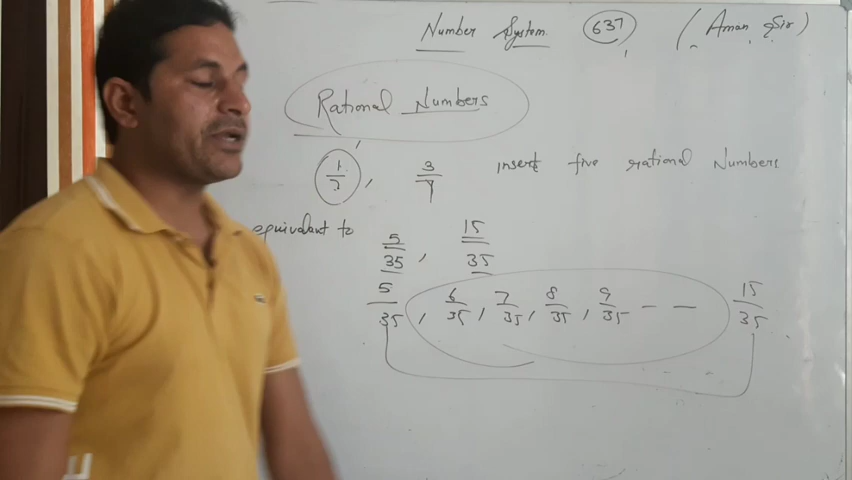 Number System 637 (Aman Sir)
Rational Numbers
1/7, 3/7 insert five rational Numbers
equivalent to 5/35, 15/35
5/35, 6/35, 7/35, 8/35, 9/35 — — 15/35